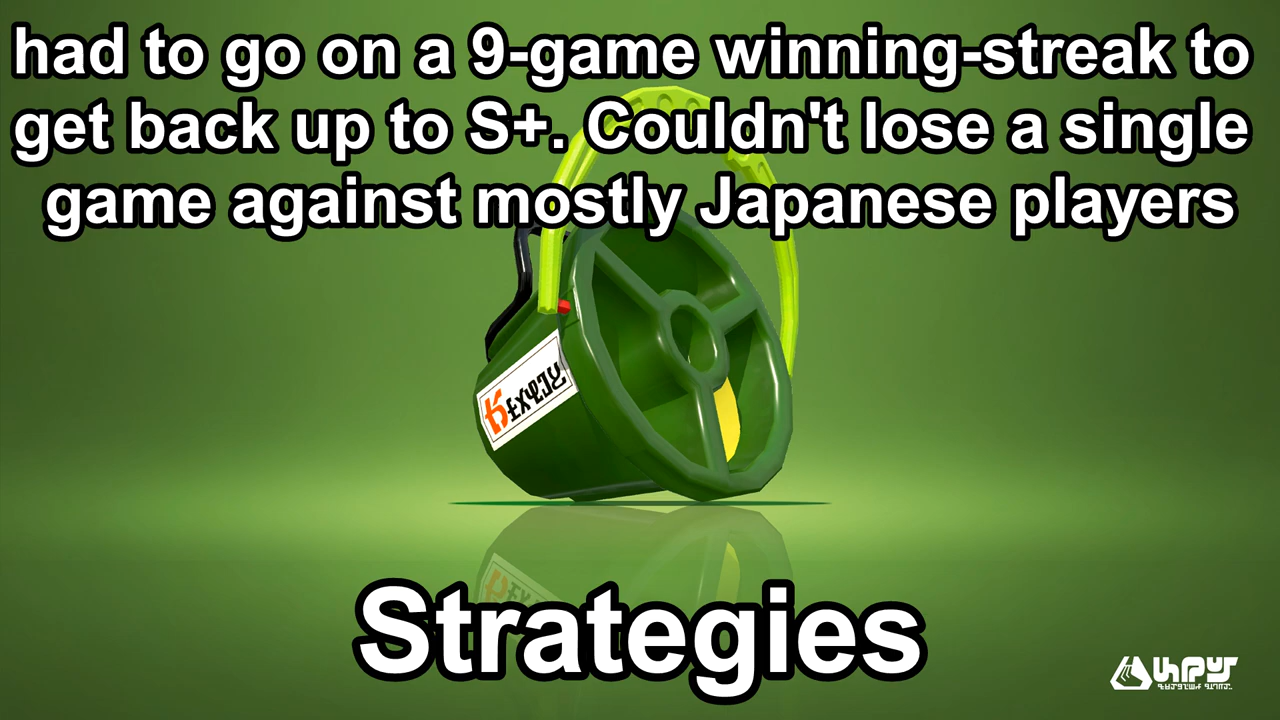 had to go on a 9-game winning-streak to
get back up to S+. Couldn't lose a single
game against mostly Japanese players
Strategies